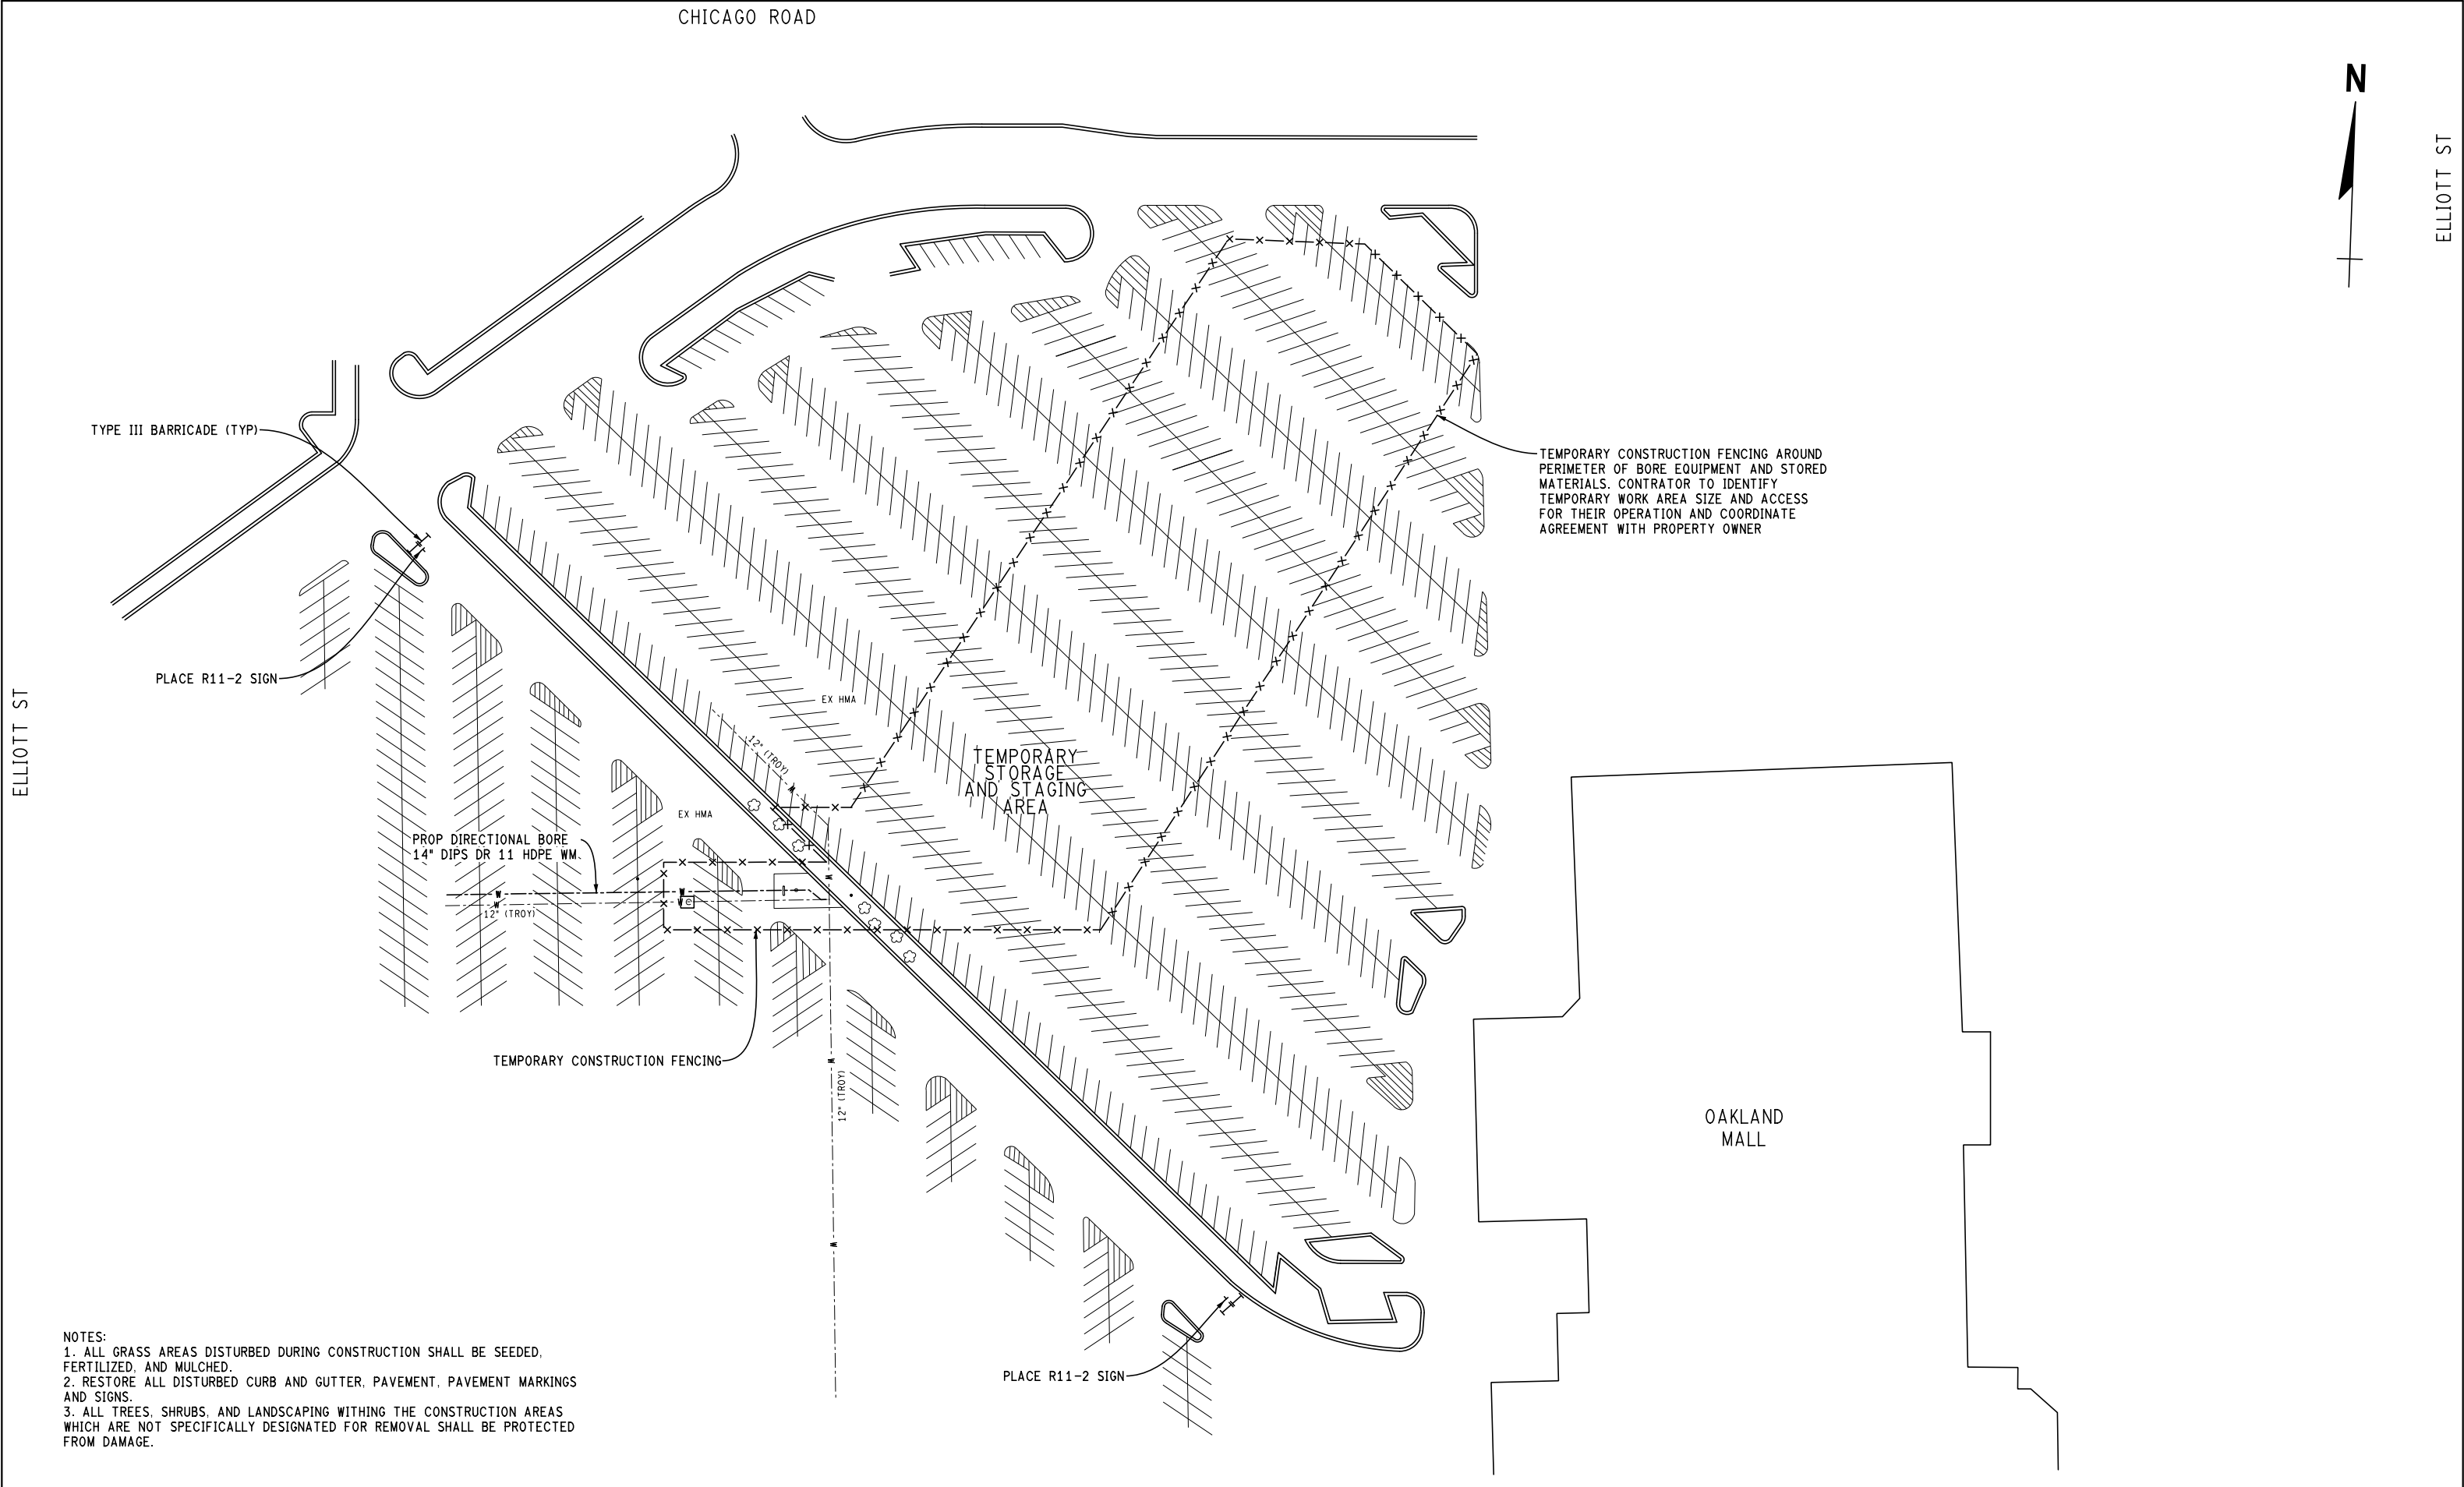 CHICAGO ROAD
N
ELLIOTT ST
TYPE III BARRICADE (TYP)
TEMPORARY CONSTRUCTION FENCING AROUND
PERIMETER OF BORE EQUIPMENT AND STORED
MATERIALS. CONTRATOR TO IDENTIFY
TEMPORARY WORK AREA SIZE AND ACCESS
FOR THEIR OPERATION AND COORDINATE
AGREEMENT WITH PROPERTY OWNER
PLACE R11-2 SIGN
ELLIOTT ST
EX HMA
12" (TROY)
W
TEMPORARY
STORAGE
AND STAGING
AREA
EX HMA
PROP DIRECTIONAL BORE
14" DIPS DR 11 HDPE WM.
W
W
W
W
W
12" (TROY)
TEMPORARY CONSTRUCTION FENCING
W
12" (TROY)
W
OAKLAND
MALL
PLACE R11-2 SIGN
NOTES:
1. ALL GRASS AREAS DISTURBED DURING CONSTRUCTION SHALL BE SEEDED,
FERTILIZED, AND MULCHED.
2. RESTORE ALL DISTURBED CURB AND GUTTER, PAVEMENT, PAVEMENT MARKINGS
AND SIGNS.
3. ALL TREES, SHRUBS, AND LANDSCAPING WITHING THE CONSTRUCTION AREAS
WHICH ARE NOT SPECIFICALLY DESIGNATED FOR REMOVAL SHALL BE PROTECTED
FROM DAMAGE.